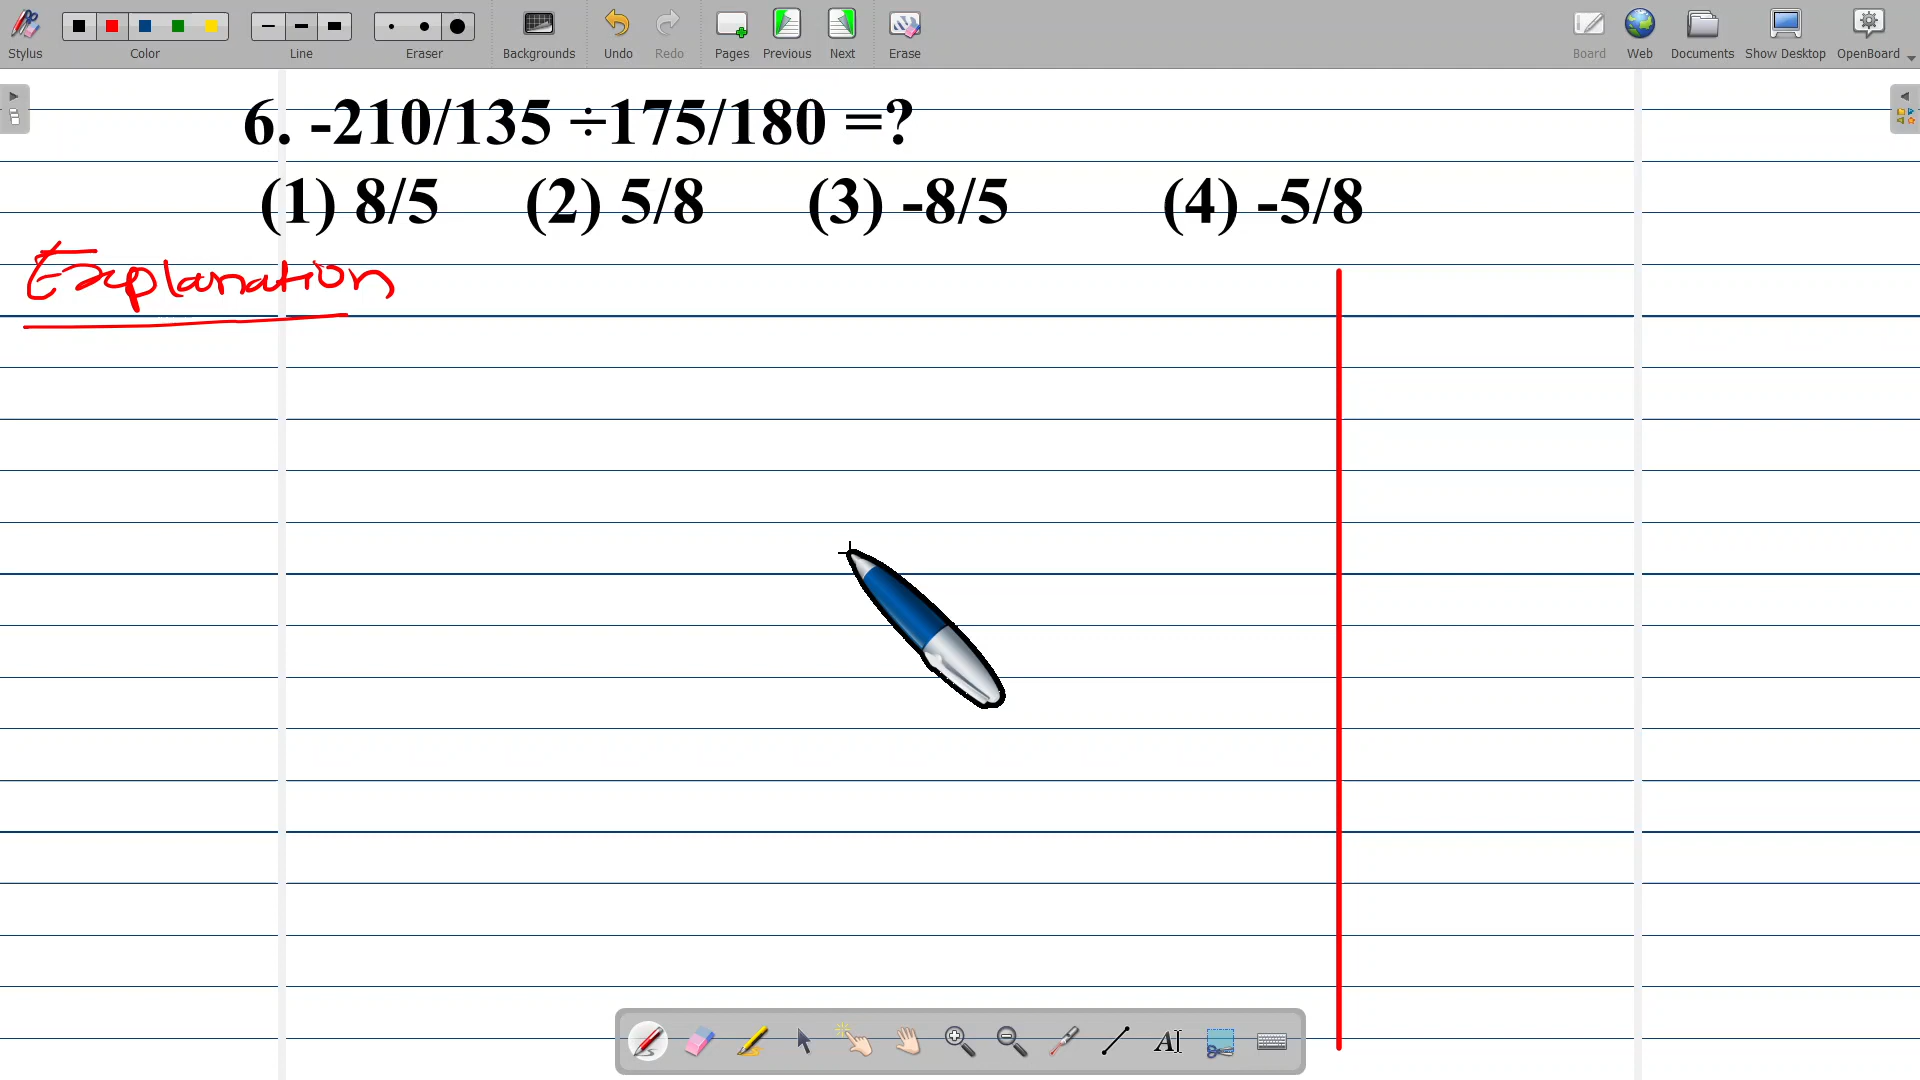 Stylus Color Line Eraser Backgrounds Undo Redo Pages Previous Next Erase Board Web Documents Show Desktop OpenBoard
6. -210/135 ÷175/180 =?
(1) 8/5 (2) 5/8 (3) -8/5 (4) -5/8
Explanation